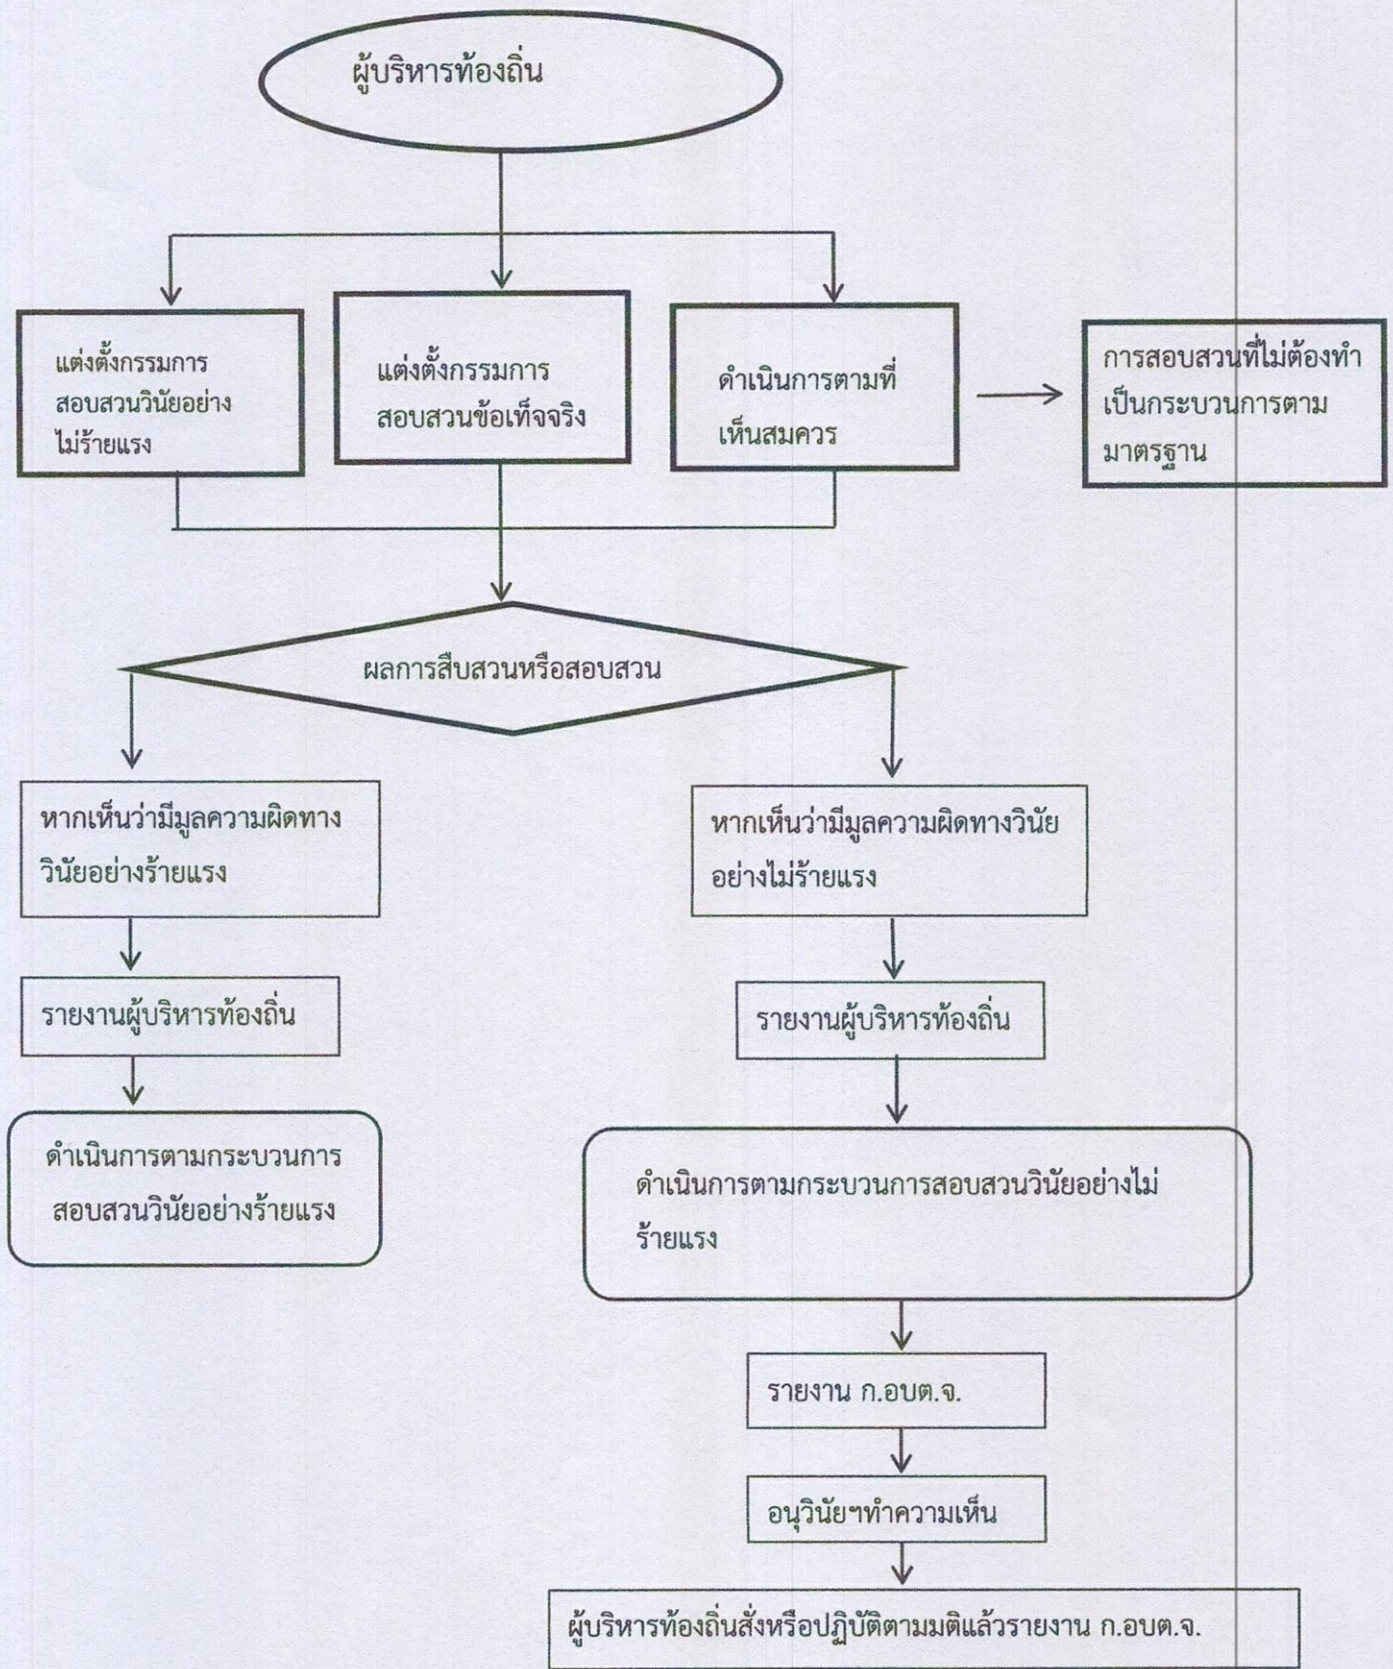 ผู้บริหารท้องถิ่น
แต่งตั้งกรรมการ
สอบสวนวินัยอย่าง
ไม่ร้ายแรง
แต่งตั้งกรรมการ
สอบสวนข้อเท็จจริง
ดำเนินการตามที่
เห็นสมควร
การสอบสวนที่ไม่ต้องทำ
เป็นกระบวนการตาม
มาตรฐาน
ผลการสืบสวนหรือสอบสวน
หากเห็นว่ามีมูลความผิดทาง
วินัยอย่างร้ายแรง
รายงานผู้บริหารท้องถิ่น
ดำเนินการตามกระบวนการ
สอบสวนวินัยอย่างร้ายแรง
หากเห็นว่ามีมูลความผิดทางวินัย
อย่างไม่ร้ายแรง
รายงานผู้บริหารท้องถิ่น
ดำเนินการตามกระบวนการสอบสวนวินัยอย่างไม่
ร้ายแรง
รายงาน ก.อบต.จ.
อนุวินัยฯทำความเห็น
ผู้บริหารท้องถิ่นสั่งหรือปฏิบัติตามมติแล้วรายงาน ก.อบต.จ.